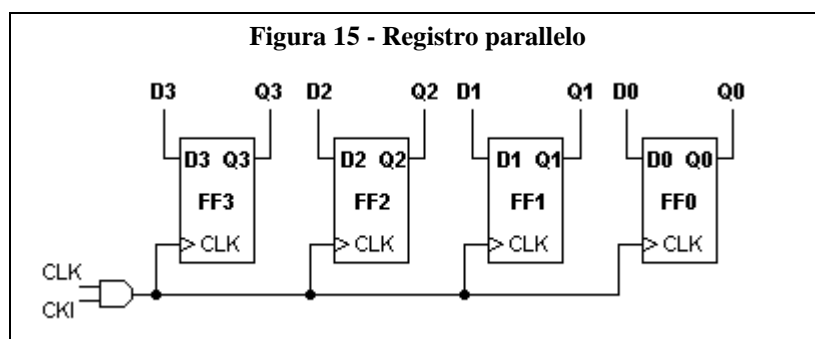 Figura 15 - Registro parallelo
D3 Q3 D2 Q2 D1 Q1 D0 Q0
D3 Q3 D2 Q2 D1 Q1 D0 Q0
FF3 FF2 FF1 FF0
CLK CLK CLK CLK
CLK
CKI